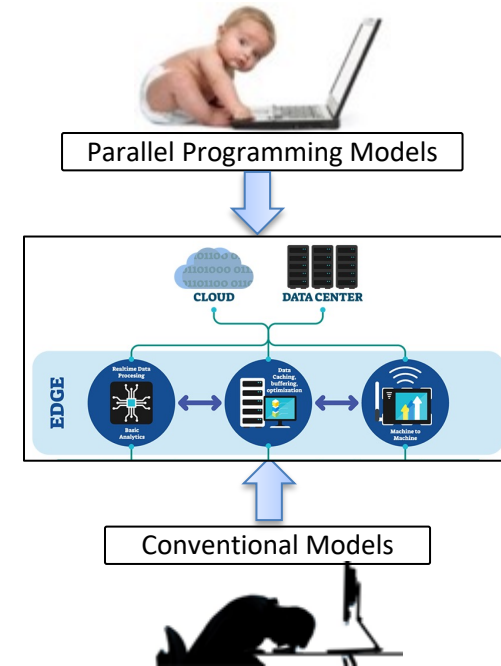 Parallel Programming Models
CLOUD
DATA CENTER
EDGE
Realtime Data
Procesing
Basic
Analytics
Data
Caching,
buffering,
optimization
Machine to
Machine
Conventional Models